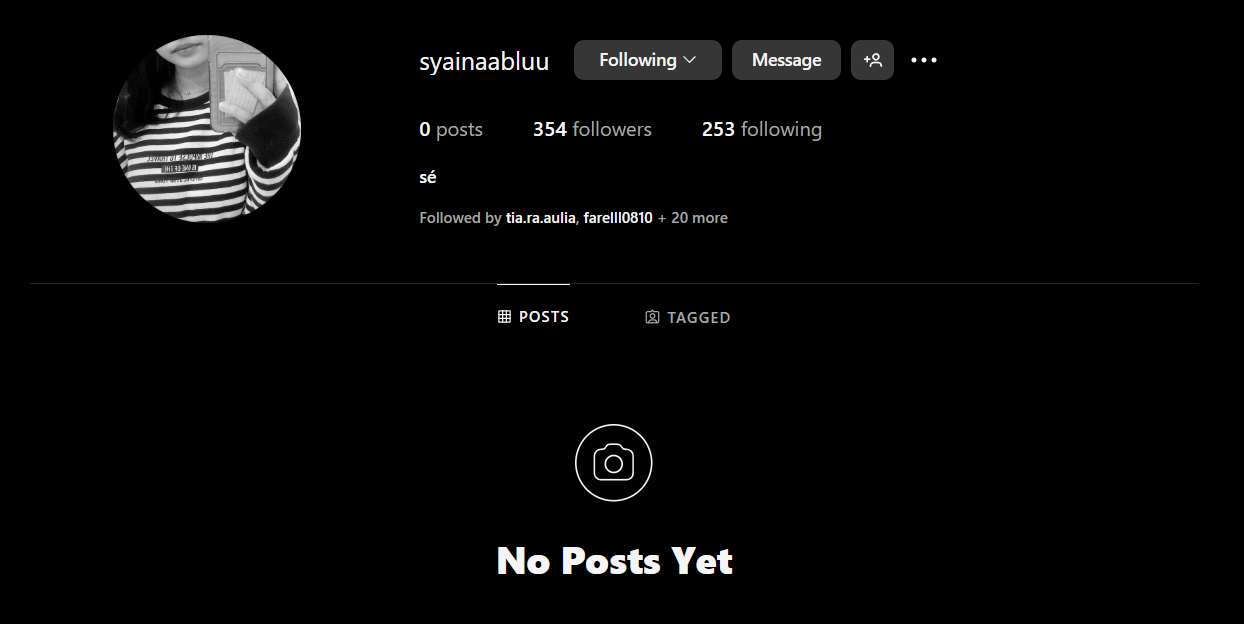 syainaabluu Following Message
0 posts 354 followers 253 following
sé
Followed by tia.ra.aulia, farelll0810 + 20 more
POSTS TAGGED
No Posts Yet